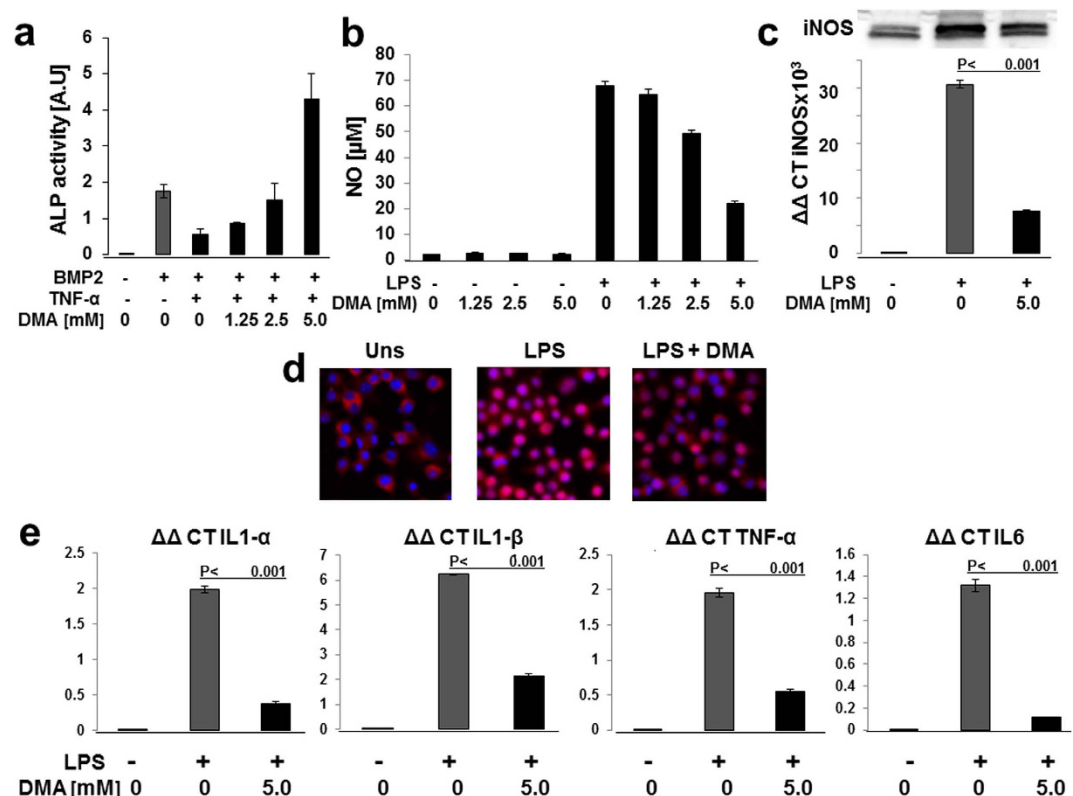 a
ALP activity [A.U]
6
5
4
3
2
1
0
BMP2 - + + + + +
TNF-α - - + + + +
DMA [mM] 0 0 0 1.25 2.5 5.0
b
NO [µM]
80
70
60
50
40
30
20
10
0
LPS - - - - + + + +
DMA (mM) 0 1.25 2.5 5.0 0 1.25 2.5 5.0
c
iNOS
P< 0.001
ΔΔ CT iNOSx10³
30
20
10
0
LPS - + +
DMA [mM] 0 0 5.0
d
Uns LPS LPS + DMA
e
ΔΔ CT IL1-α
P< 0.001
2.5
2
1.5
1
0.5
0
LPS - + +
DMA [mM] 0 0 5.0
ΔΔ CT IL1-β
P< 0.001
7
6
5
4
3
2
1
0
- + +
0 0 5.0
ΔΔ CT TNF-α
P< 0.001
2.5
2
1.5
1
0.5
0
- + +
0 0 5.0
ΔΔ CT IL6
P< 0.001
1.6
1.4
1.2
1
0.8
0.6
0.4
0.2
0
- + +
0 0 5.0